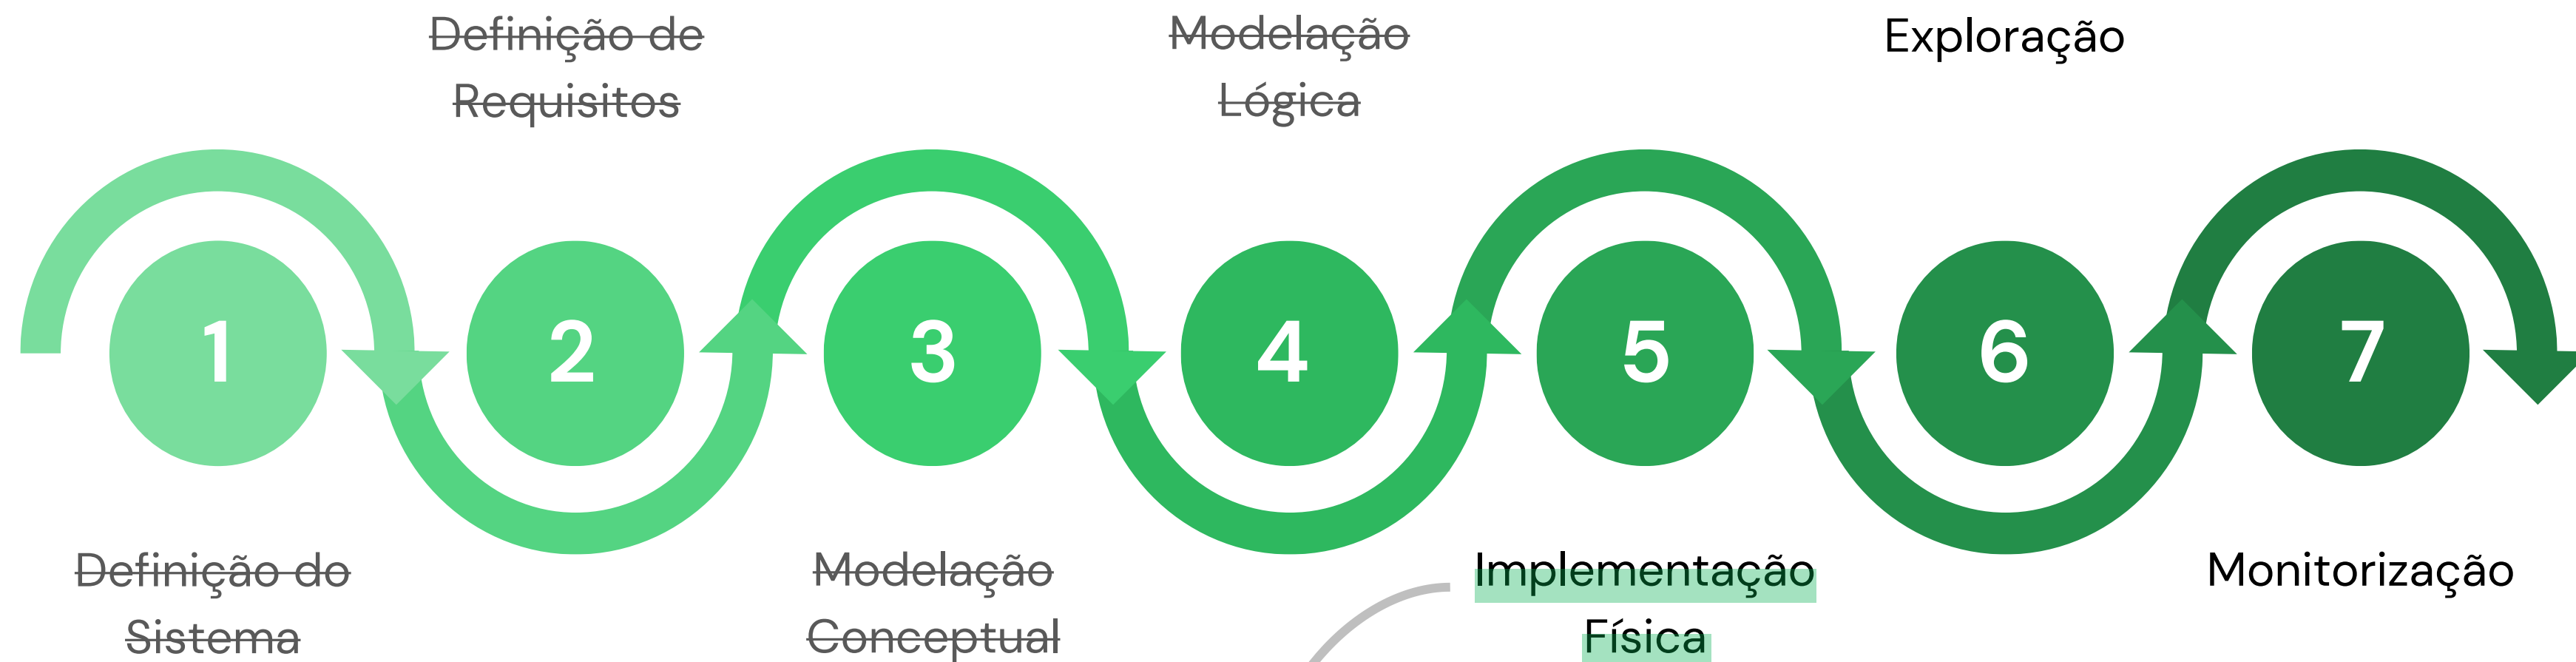 Definição de
Requisitos
Modelação
Lógica
Exploração
1
2
3
4
5
6
7
Definição do
Sistema
Modelação
Conceptual
Implementação
Física
Monitorização